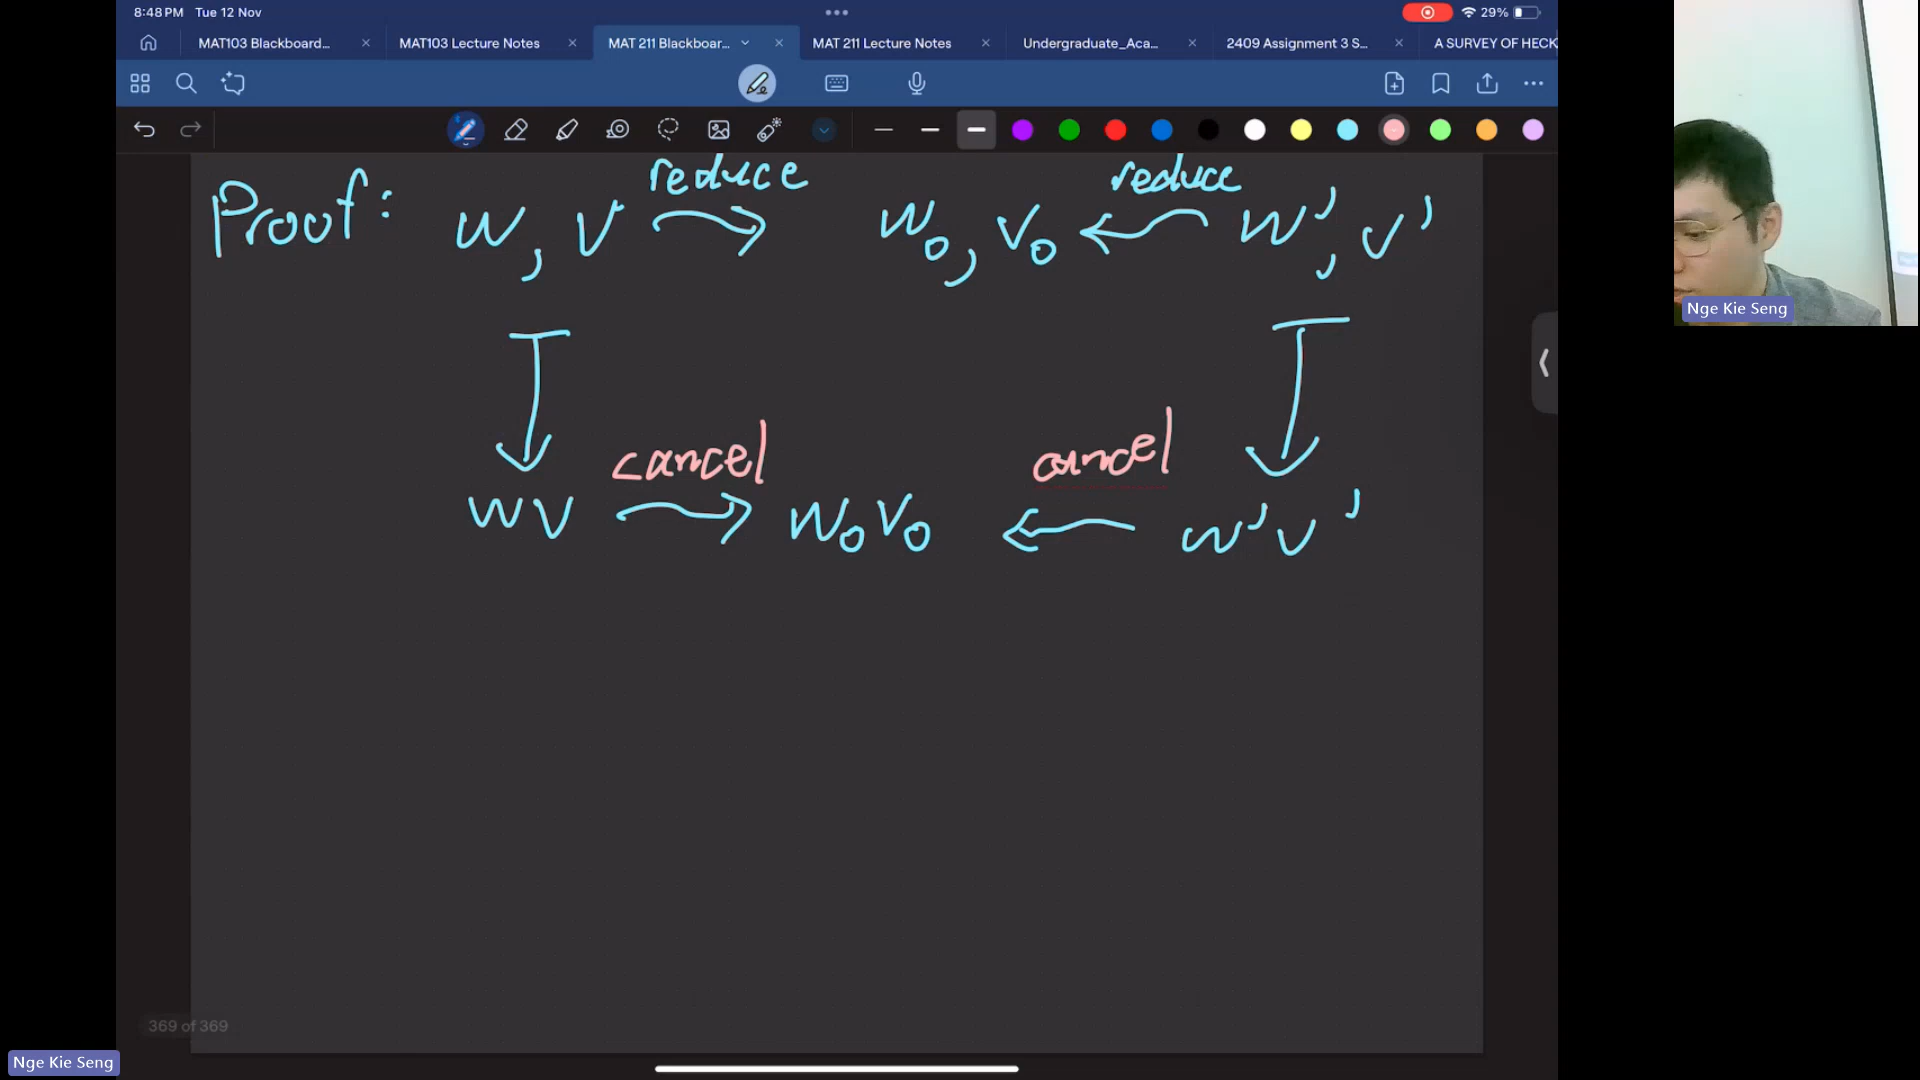 8:48 PM Tue 12 Nov
29%
MAT103 Blackboard...
MAT103 Lecture Notes
MAT 211 Blackboar...
MAT 211 Lecture Notes
Undergraduate_Aca...
2409 Assignment 3 S...
A SURVEY OF HECK
reduce reduce
Proof: w, v w₀, v₀ w', v'
cancel cancel
wv w₀v₀ w'v'
369 of 369
Nge Kie Seng
Nge Kie Seng